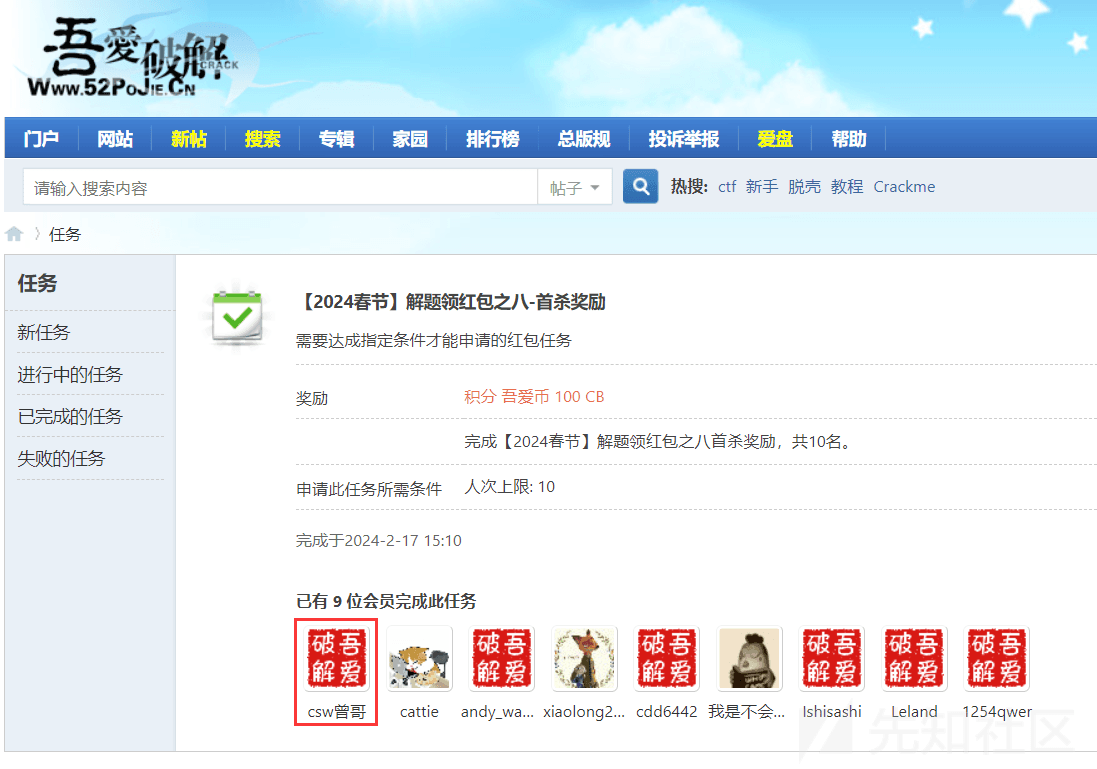 吾愛破解
CRACK
Www.52PoJie.Cn
门户 网站 新帖 搜索 专辑 家园 排行榜 总版规 投诉举报 爱盘 帮助
请输入搜索内容 帖子 热搜: ctf 新手 脱壳 教程 Crackme
任务
任务
新任务
进行中的任务
已完成的任务
失败的任务
【2024春节】解题领红包之八-首杀奖励
需要达成指定条件才能申请的红包任务
奖励 积分 吾爱币 100 CB
完成【2024春节】解题领红包之八首杀奖励，共10名。
申请此任务所需条件 人次上限: 10
完成于2024-2-17 15:10
已有 9 位会员完成此任务
破吾 破吾 破吾 破吾 破吾 破吾
解爱 解爱 解爱 解爱 解爱 解爱
csw曾哥 cattie andy_wa... xiaolong2... cdd6442 我是不会... Ishisashi Leland 1254qwer
先知社区